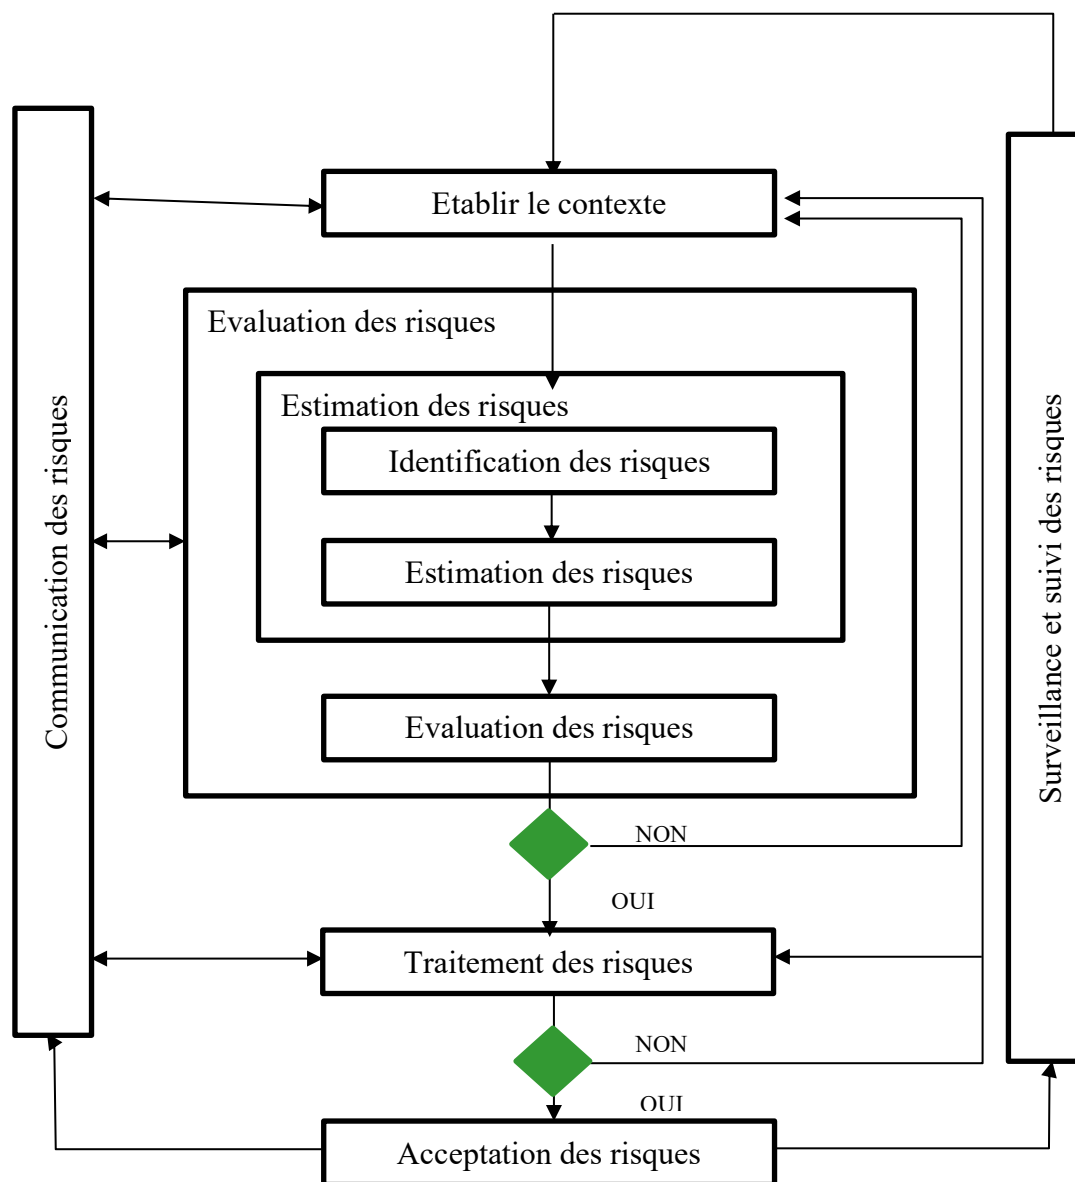 Etablir le contexte
Evaluation des risques
Estimation des risques
Identification des risques
Estimation des risques
Evaluation des risques
NON
OUI
Traitement des risques
NON
OUI
Acceptation des risques
Communication des risques
Surveillance et suivi des risques